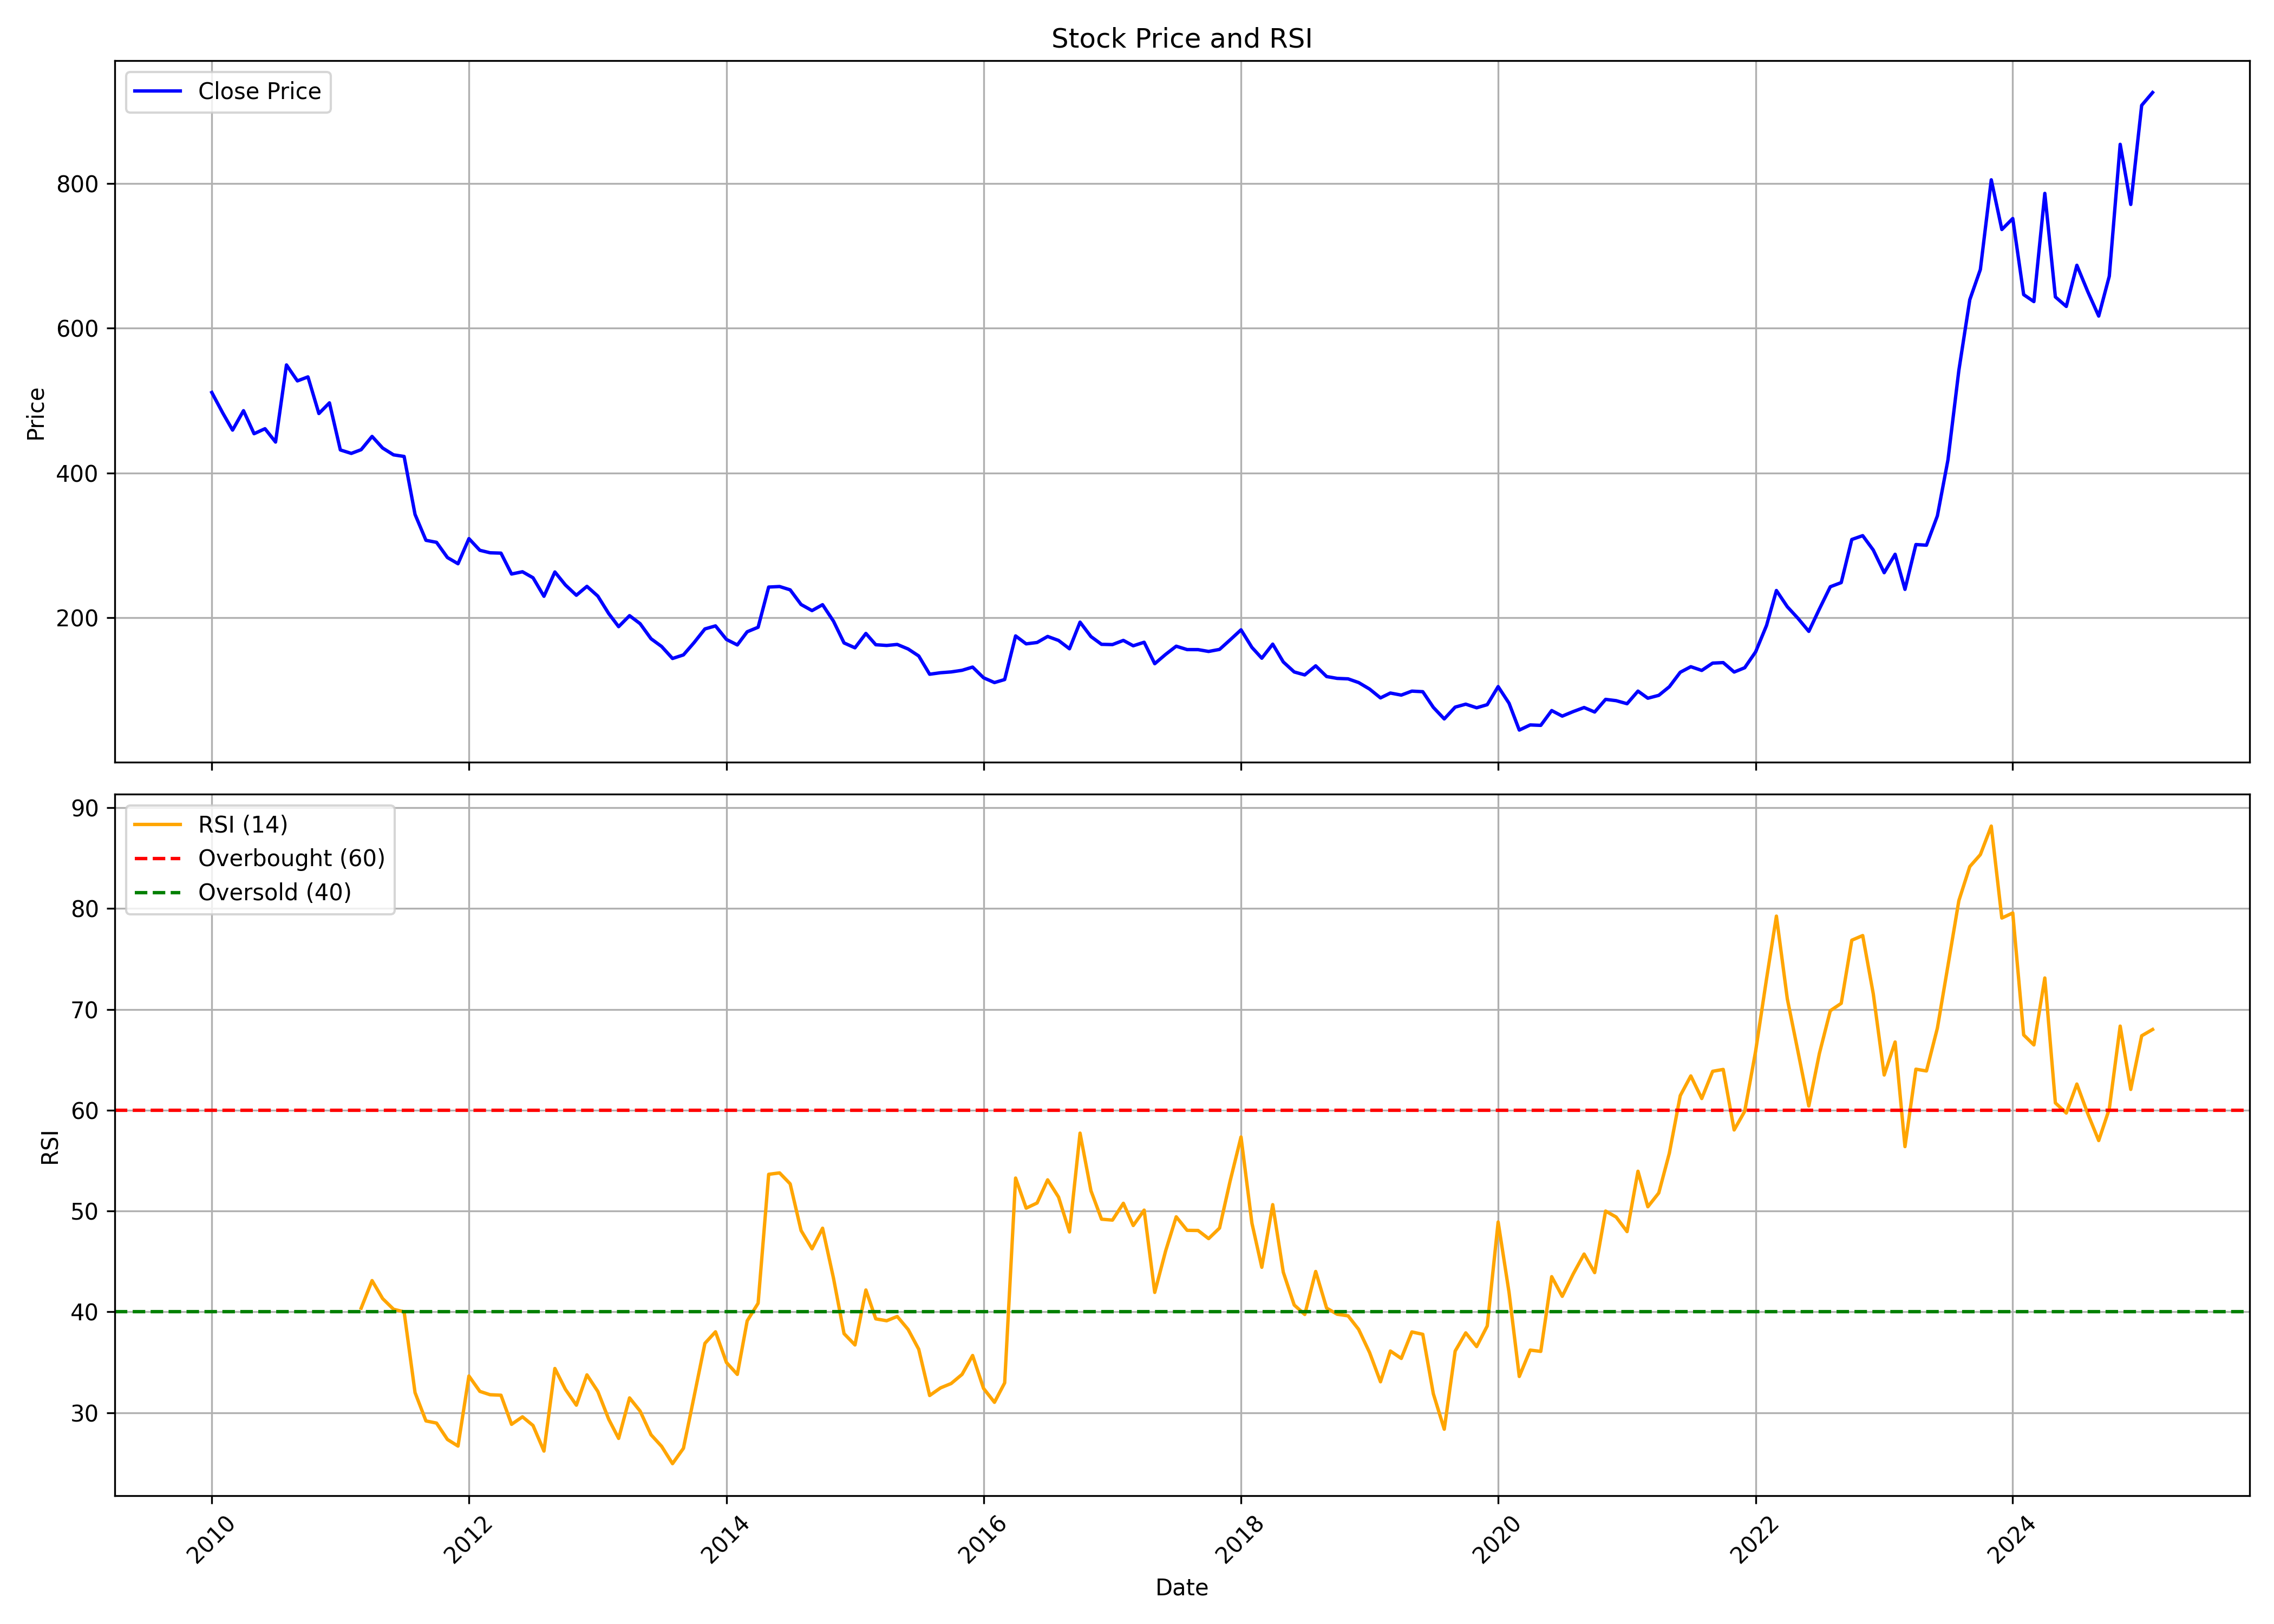 Stock Price and RSI
Close Price
Price
800
600
400
200
RSI (14)
Overbought (60)
Oversold (40)
RSI
90
80
70
60
50
40
30
2010
2012
2014
2016
2018
2020
2022
2024
Date